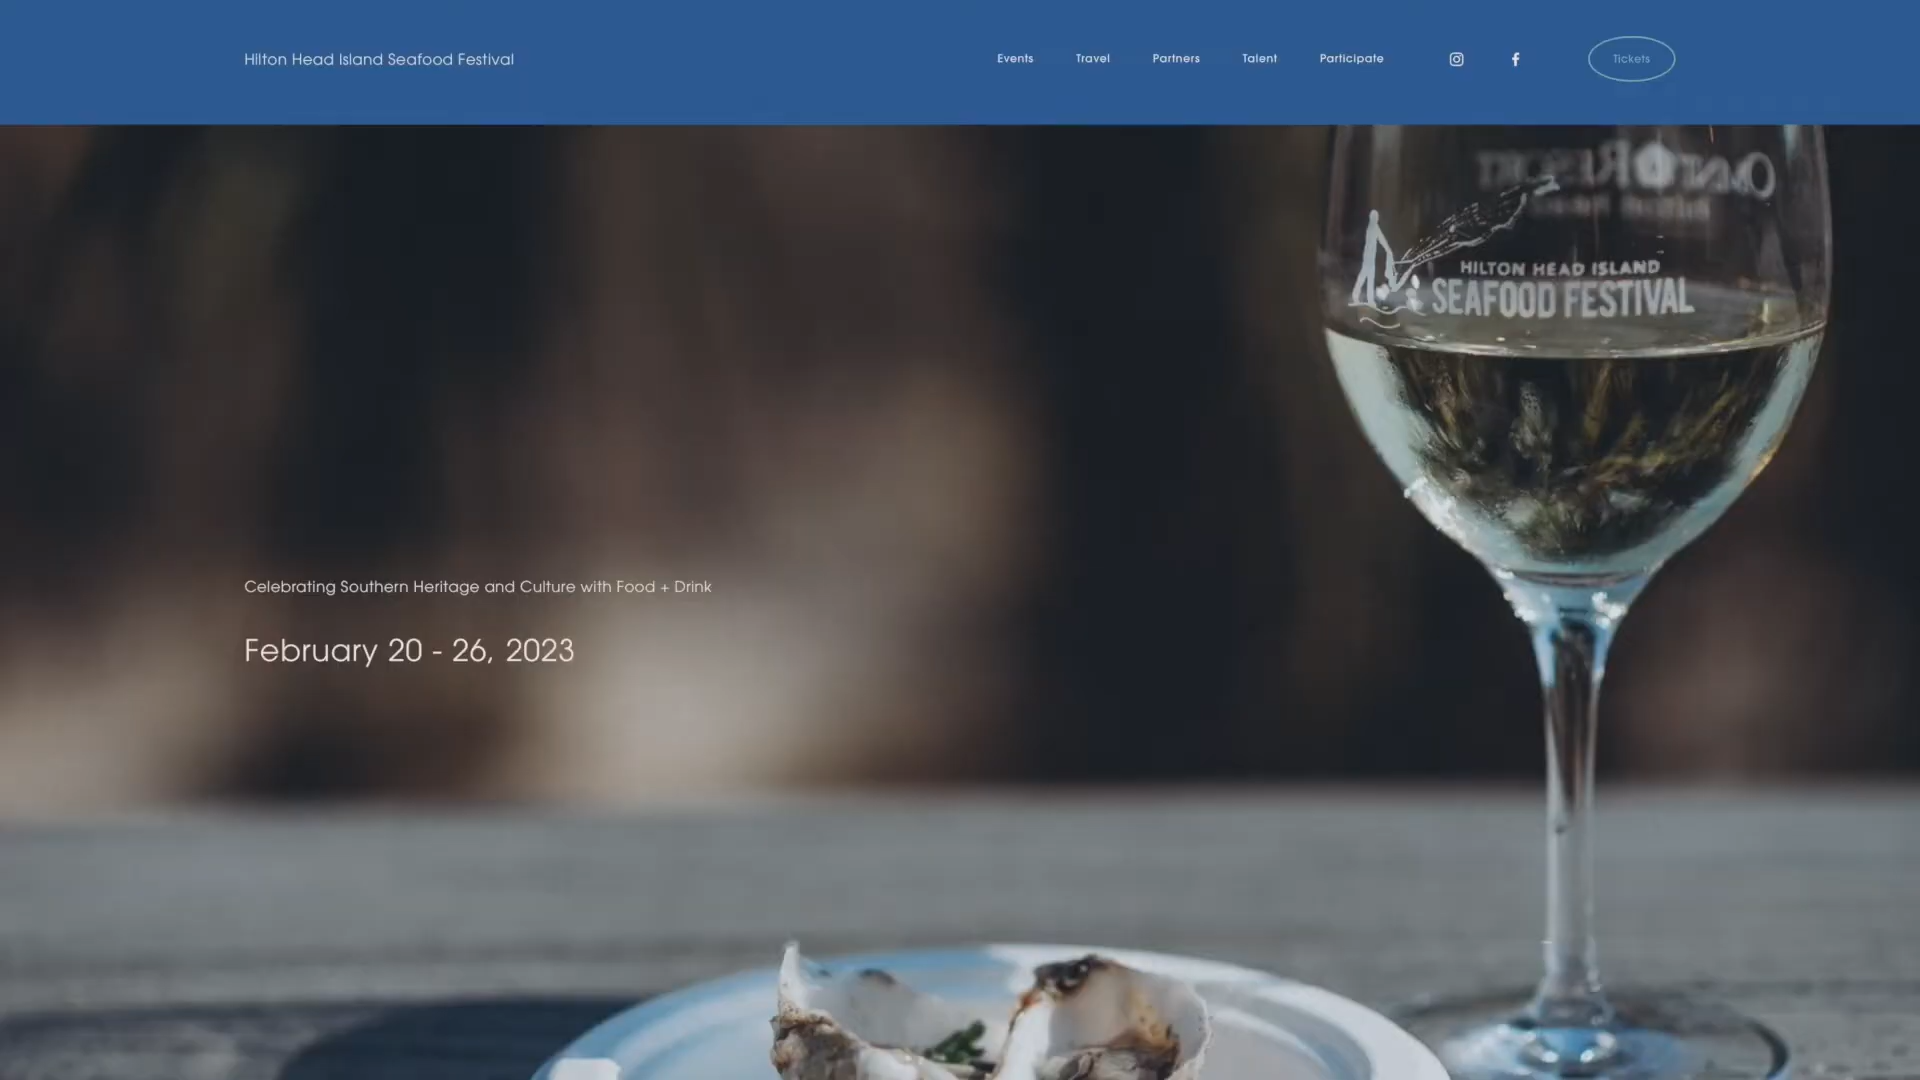 Hilton Head Island Seafood Festival
Events Travel Partners Talent Participate Tickets
HILTON HEAD ISLAND
SEAFOOD FESTIVAL
Celebrating Southern Heritage and Culture with Food + Drink
February 20 - 26, 2023